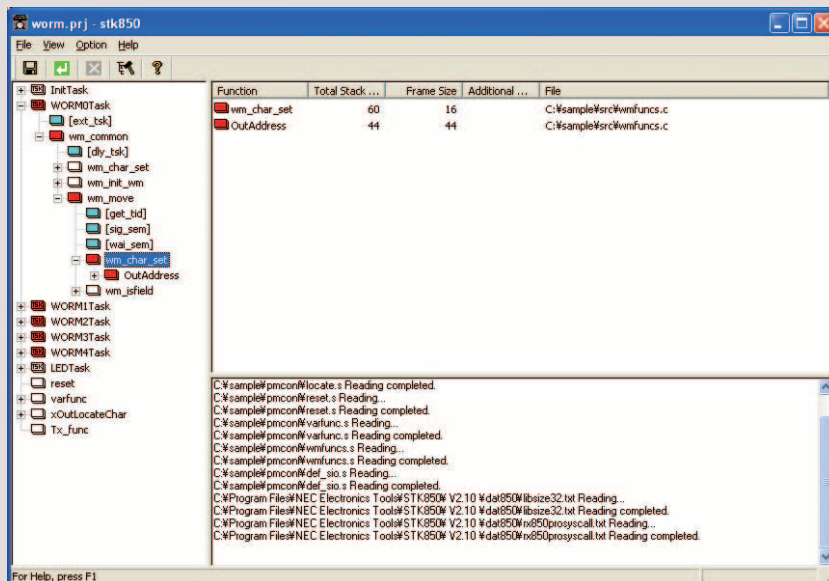 worm.prj - stk850
File View Option Help
InitTask
WORM0Task
[ext_tsk]
wm_common
[dly_tsk]
wm_char_set
wm_init_wm
wm_move
[get_tid]
[sig_sem]
[wai_sem]
wm_char_set
OutAddress
wm_isfield
WORM1Task
WORM2Task
WORM3Task
WORM4Task
LEDTask
reset
varfunc
xOutLocateChar
Tx_func
Function Total Stack ... Frame Size Additional ... File
wm_char_set 60 16 C:¥sample¥src¥wmfuncs.c
OutAddress 44 44 C:¥sample¥src¥wmfuncs.c
C:¥sample¥pmcon¥locate.s Reading completed.
C:¥sample¥pmcon¥reset.s Reading...
C:¥sample¥pmcon¥reset.s Reading completed.
C:¥sample¥pmcon¥varfunc.s Reading...
C:¥sample¥pmcon¥varfunc.s Reading completed.
C:¥sample¥pmcon¥wmfuncs.s Reading...
C:¥sample¥pmcon¥wmfuncs.s Reading completed.
C:¥sample¥pmcon¥def_sio.s Reading...
C:¥sample¥pmcon¥def_sio.s Reading completed.
C:¥Program Files¥NEC Electronics Tools¥STK850¥ V2.10 ¥dat850¥libsize32.txt Reading...
C:¥Program Files¥NEC Electronics Tools¥STK850¥ V2.10 ¥dat850¥libsize32.txt Reading completed.
C:¥Program Files¥NEC Electronics Tools¥STK850¥ V2.10 ¥dat850¥rx850prosyscall.txt Reading...
C:¥Program Files¥NEC Electronics Tools¥STK850¥ V2.10 ¥dat850¥rx850prosyscall.txt Reading completed.
For Help, press F1